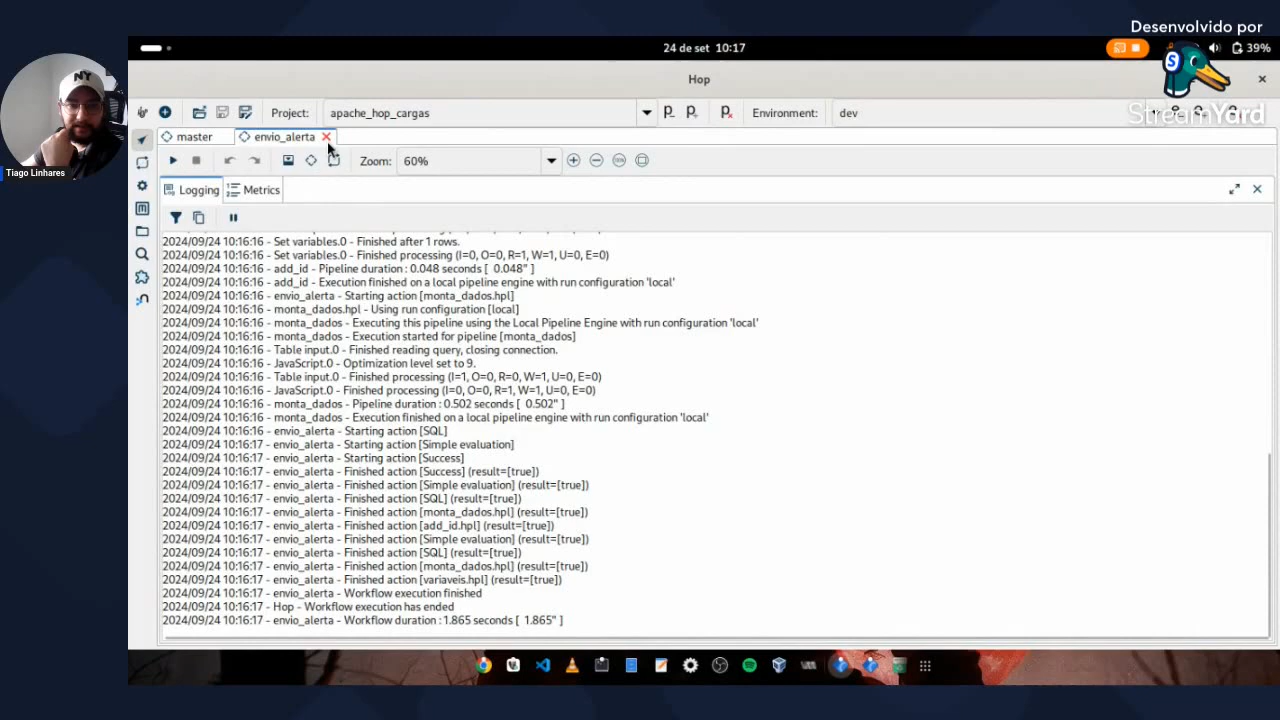 Desenvolvido por
24 de set 10:17
39%
Hop
StreamYard
Project:
apache_hop_cargas
Environment:
dev
master
envio_alerta
Zoom:
60%
Tiago Linhares
Logging
Metrics
2024/09/24 10:16:16 - Set variables.0 - Finished after 1 rows.
2024/09/24 10:16:16 - Set variables.0 - Finished processing (I=0, O=0, R=1, W=1, U=0, E=0)
2024/09/24 10:16:16 - add_id - Pipeline duration : 0.048 seconds [ 0.048" ]
2024/09/24 10:16:16 - add_id - Execution finished on a local pipeline engine with run configuration 'local'
2024/09/24 10:16:16 - envio_alerta - Starting action [monta_dados.hpl]
2024/09/24 10:16:16 - monta_dados.hpl - Using run configuration [local]
2024/09/24 10:16:16 - monta_dados - Executing this pipeline using the Local Pipeline Engine with run configuration 'local'
2024/09/24 10:16:16 - monta_dados - Execution started for pipeline [monta_dados]
2024/09/24 10:16:16 - Table input.0 - Finished reading query, closing connection.
2024/09/24 10:16:16 - JavaScript.0 - Optimization level set to 9.
2024/09/24 10:16:16 - Table input.0 - Finished processing (I=1, O=0, R=0, W=1, U=0, E=0)
2024/09/24 10:16:16 - JavaScript.0 - Finished processing (I=0, O=0, R=1, W=1, U=0, E=0)
2024/09/24 10:16:16 - monta_dados - Pipeline duration : 0.502 seconds [ 0.502" ]
2024/09/24 10:16:16 - monta_dados - Execution finished on a local pipeline engine with run configuration 'local'
2024/09/24 10:16:16 - envio_alerta - Starting action [SQL]
2024/09/24 10:16:17 - envio_alerta - Starting action [Simple evaluation]
2024/09/24 10:16:17 - envio_alerta - Starting action [Success]
2024/09/24 10:16:17 - envio_alerta - Finished action [Success] (result=[true])
2024/09/24 10:16:17 - envio_alerta - Finished action [Simple evaluation] (result=[true])
2024/09/24 10:16:17 - envio_alerta - Finished action [SQL] (result=[true])
2024/09/24 10:16:17 - envio_alerta - Finished action [monta_dados.hpl] (result=[true])
2024/09/24 10:16:17 - envio_alerta - Finished action [add_id.hpl] (result=[true])
2024/09/24 10:16:17 - envio_alerta - Finished action [Simple evaluation] (result=[true])
2024/09/24 10:16:17 - envio_alerta - Finished action [SQL] (result=[true])
2024/09/24 10:16:17 - envio_alerta - Finished action [monta_dados.hpl] (result=[true])
2024/09/24 10:16:17 - envio_alerta - Finished action [variaveis.hpl] (result=[true])
2024/09/24 10:16:17 - envio_alerta - Workflow execution finished
2024/09/24 10:16:17 - Hop - Workflow execution has ended
2024/09/24 10:16:17 - envio_alerta - Workflow duration : 1.865 seconds [ 1.865" ]